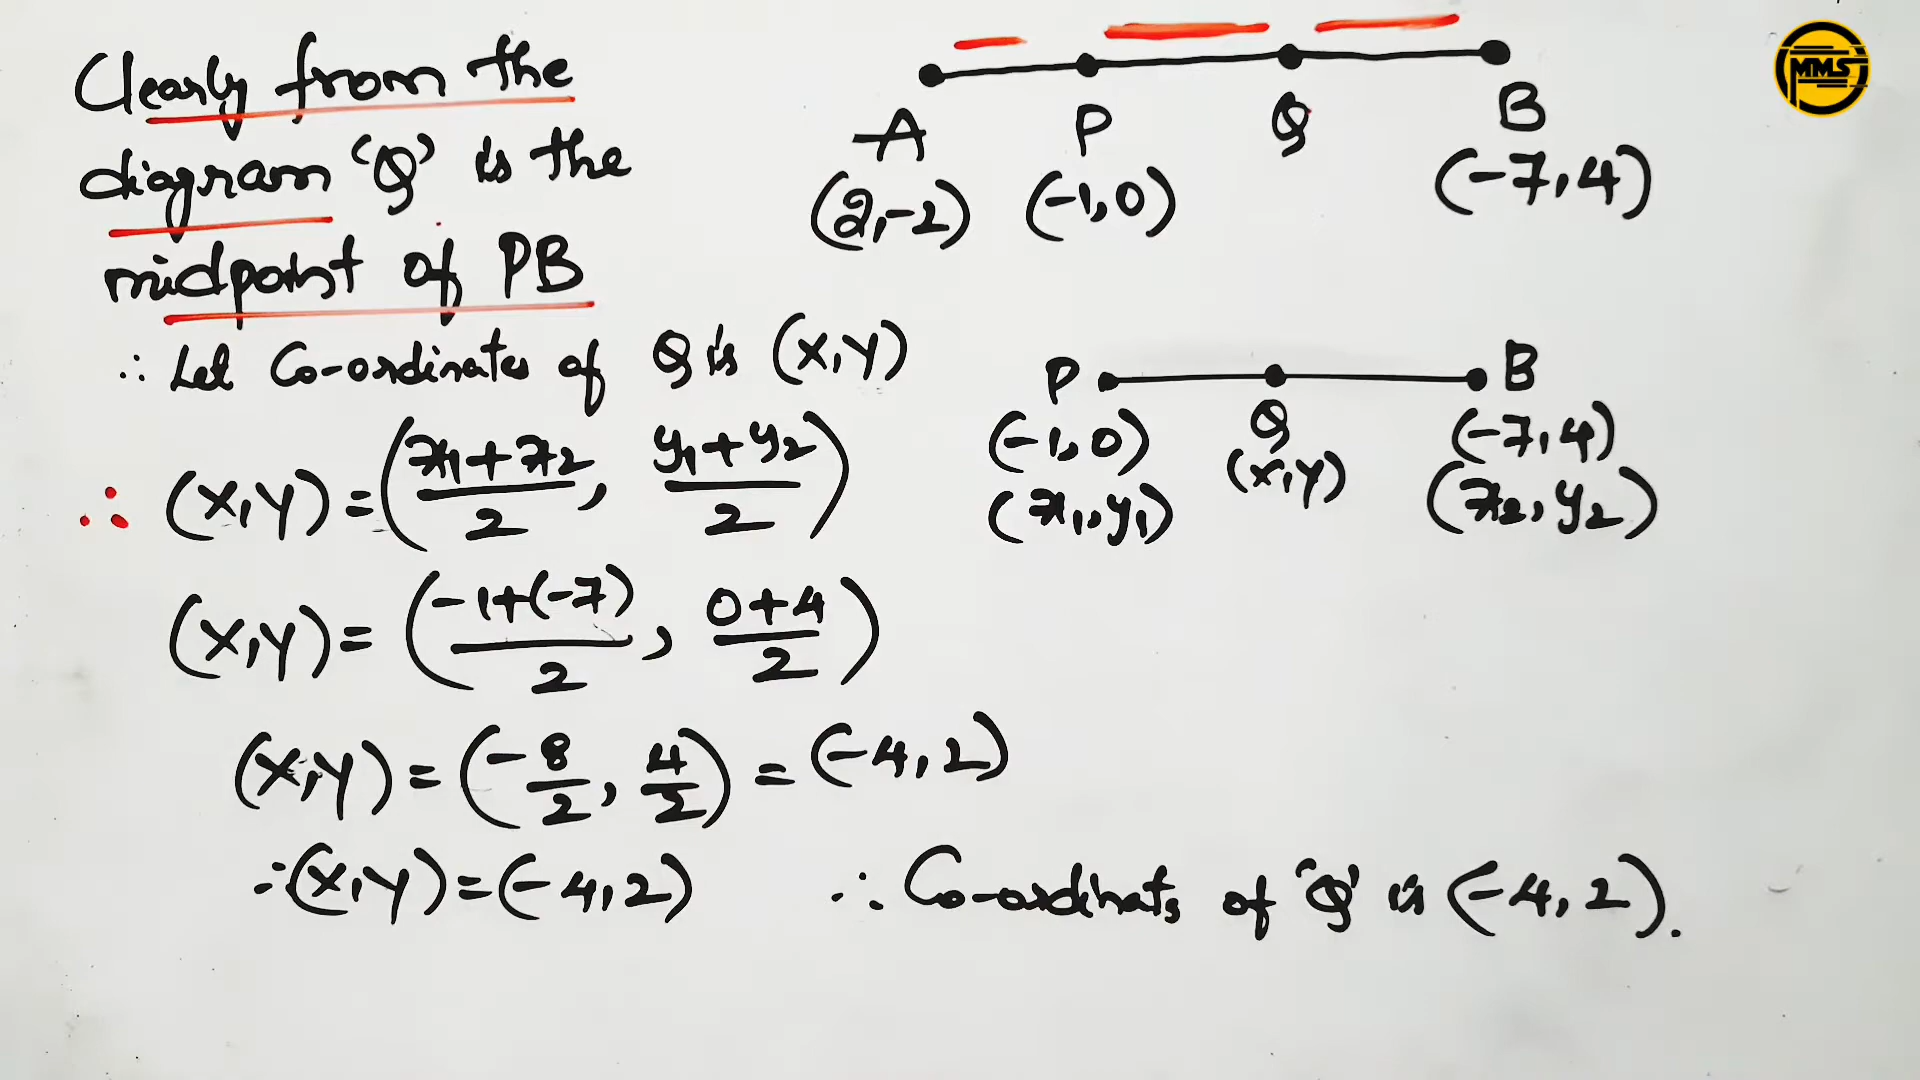 Clearly from the
diagram 'Q' is the
midpoint of PB
A P Q B
(2,-2) (-1,0) (-7,4)
MMS
∴ Let Co-ordinates of Q is (x,y)
P Q B
(-1,0) (x,y) (-7,4)
(x₁,y₁) (x₂,y₂)
∴ (x,y) = ((x₁+x₂)/2, (y₁+y₂)/2)
(x,y) = ((-1+(-7))/2, (0+4)/2)
(x,y) = (-8/2, 4/2) = (-4,2)
∴ (x,y) = (-4,2) ∴ Co-ordinats of 'Q' is (-4,2).